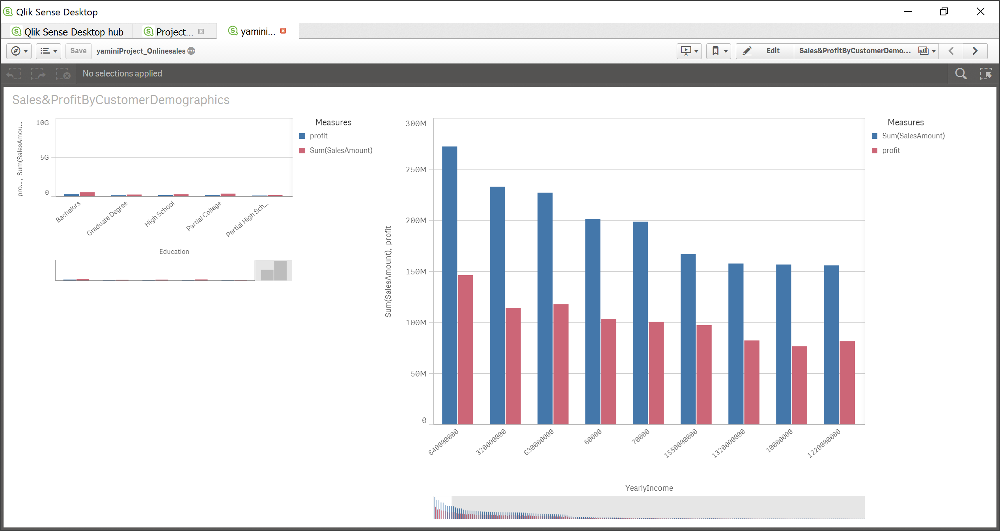 Qlik Sense Desktop
Qlik Sense Desktop hub
Project...
yamini...
Save
yaminiProject_Onlinesales
Edit
Sales&ProfitByCustomerDemo...
No selections applied
Sales&ProfitByCustomerDemographics
pro..., Sum(SalesAmou...
10G
5G
0
Bachelors
Graduate Degree
High School
Partial College
Partial High Sch...
Education
Measures
profit
Sum(SalesAmount)
Sum(SalesAmount), profit
300M
250M
200M
150M
100M
50M
0
640000000
320000000
630000000
60000
70000
1550000000
1320000000
10000000
1220000000
YearlyIncome
Measures
Sum(SalesAmount)
profit